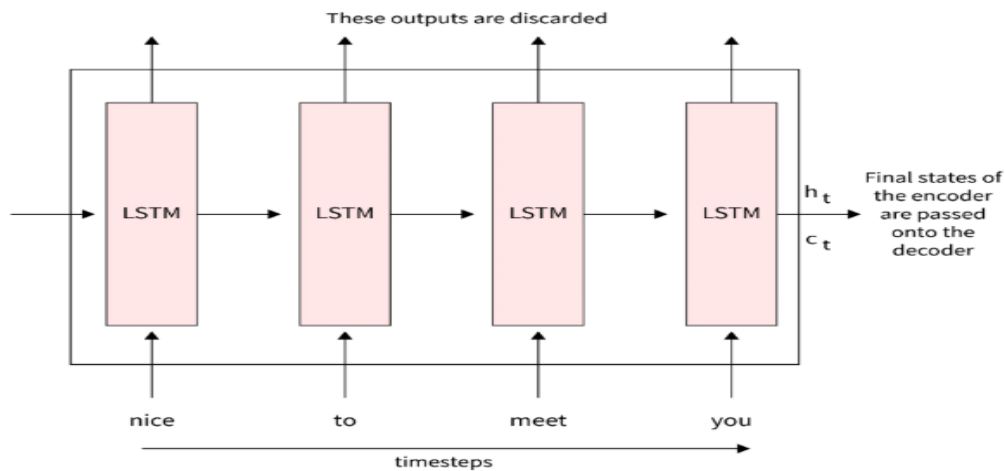 These outputs are discarded
LSTM
LSTM
LSTM
LSTM
h t
c t
Final states of
the encoder
are passed
onto the
decoder
nice
to
meet
you
timesteps